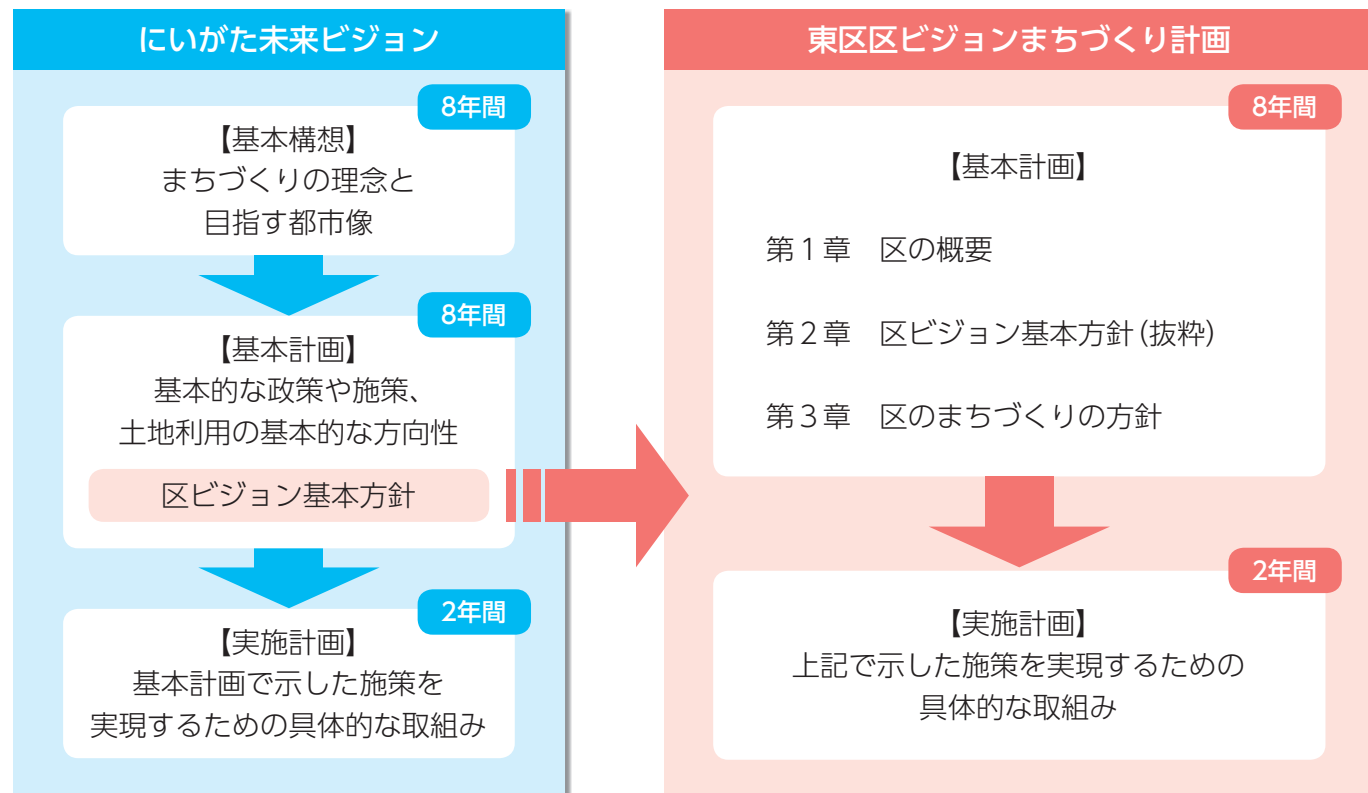 にいがた未来ビジョン
8年間
【基本構想】
まちづくりの理念と
目指す都市像
8年間
【基本計画】
基本的な政策や施策、
土地利用の基本的な方向性
区ビジョン基本方針
2年間
【実施計画】
基本計画で示した施策を
実現するための具体的な取組み
東区区ビジョンまちづくり計画
8年間
【基本計画】
第1章　区の概要
第2章　区ビジョン基本方針(抜粋)
第3章　区のまちづくりの方針
2年間
【実施計画】
上記で示した施策を実現するための
具体的な取組み